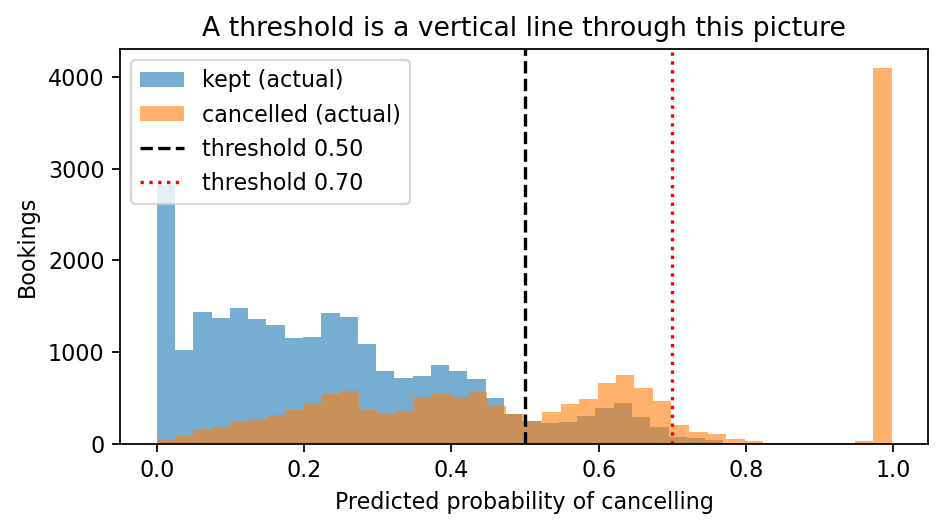 A threshold is a vertical line through this picture
kept (actual)
cancelled (actual)
threshold 0.50
threshold 0.70
Bookings
4000
3000
2000
1000
0
0.0 0.2 0.4 0.6 0.8 1.0
Predicted probability of cancelling